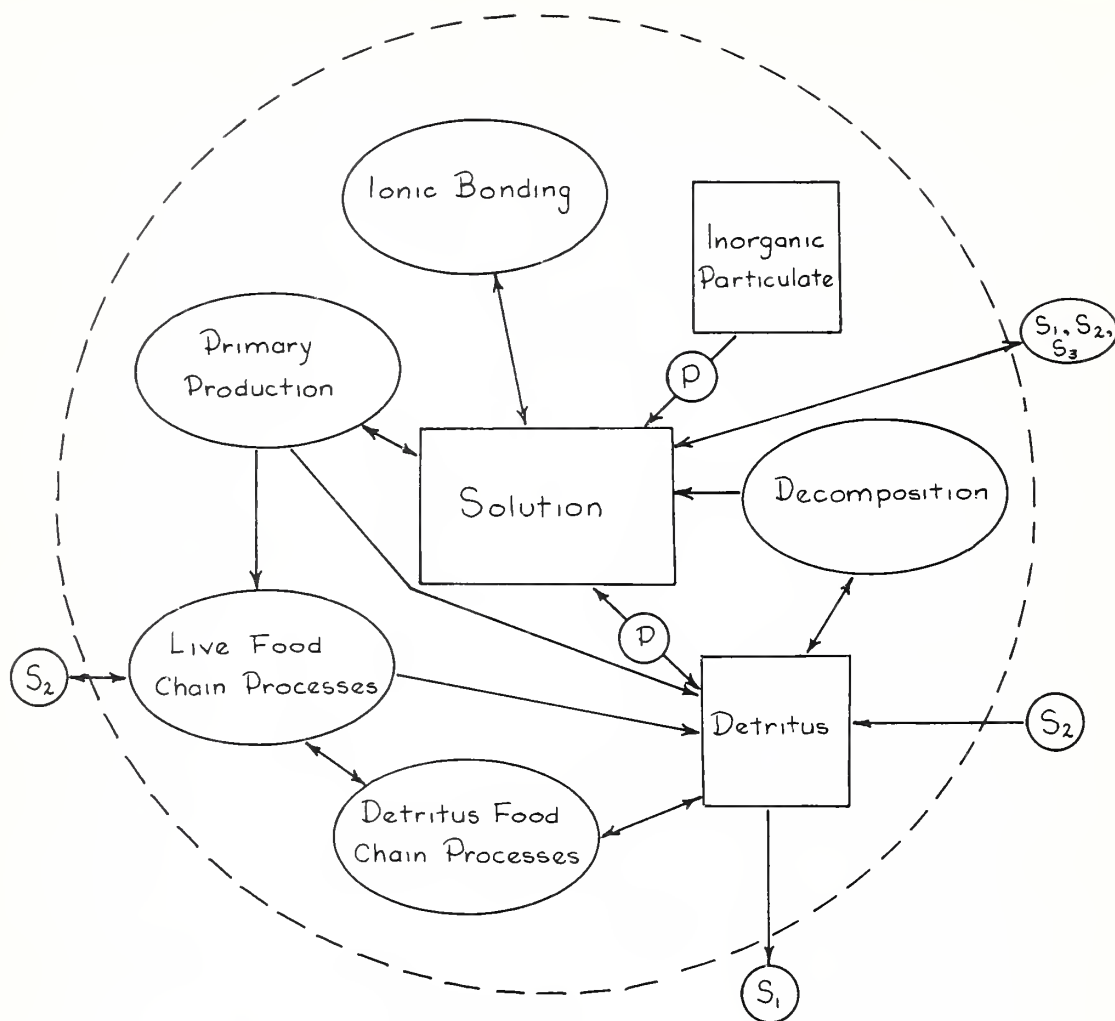 Ionic Bonding
Inorganic
Particulate
Primary
Production
S₁, S₂,
S₃
P
Solution
Decomposition
P
Live Food
Chain Processes
S₂
Detritus
S₂
Detritus Food
Chain Processes
S₁